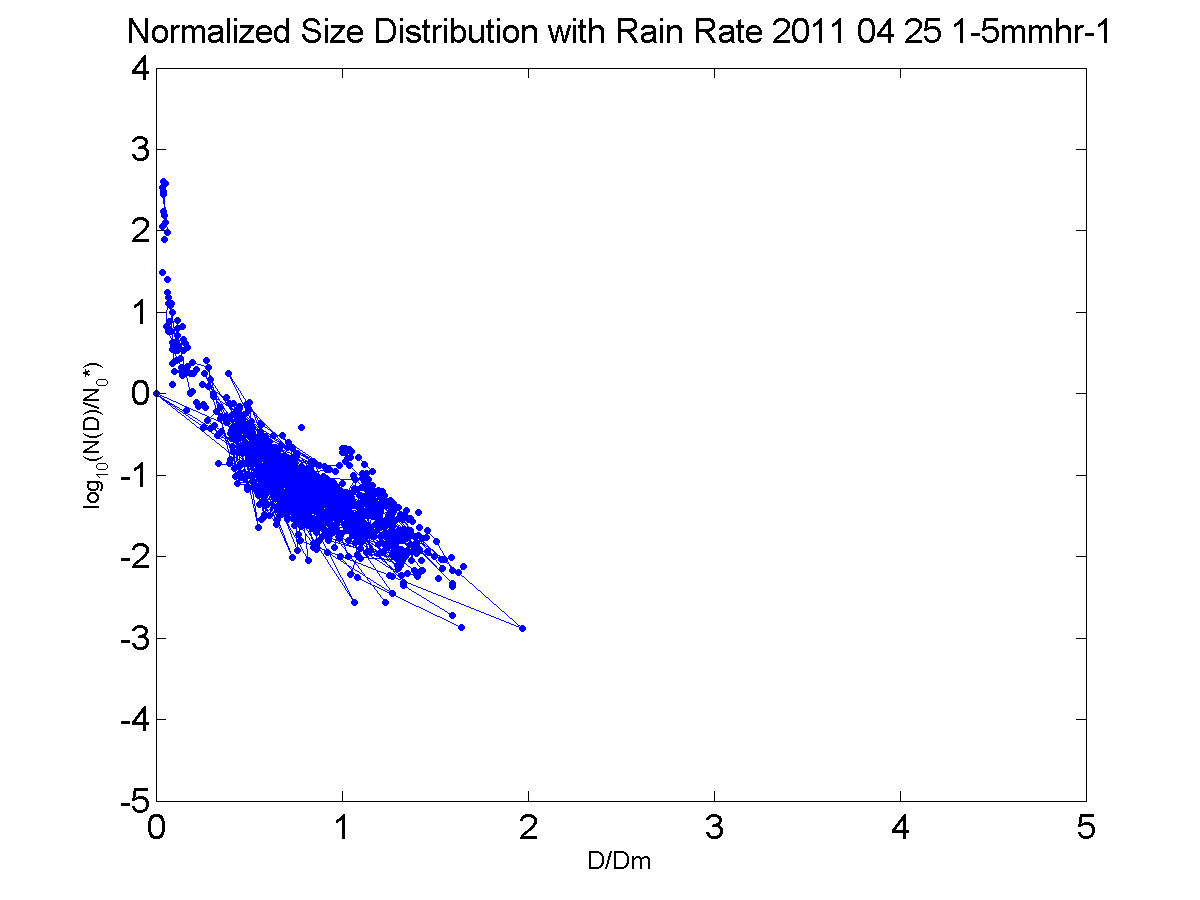 Normalized Size Distribution with Rain Rate 2011 04 25 1-5mmhr-1
4
3
2
1
0
-1
-2
-3
-4
-5
log10(N(D)/N0*)
0 1 2 3 4 5
D/Dm